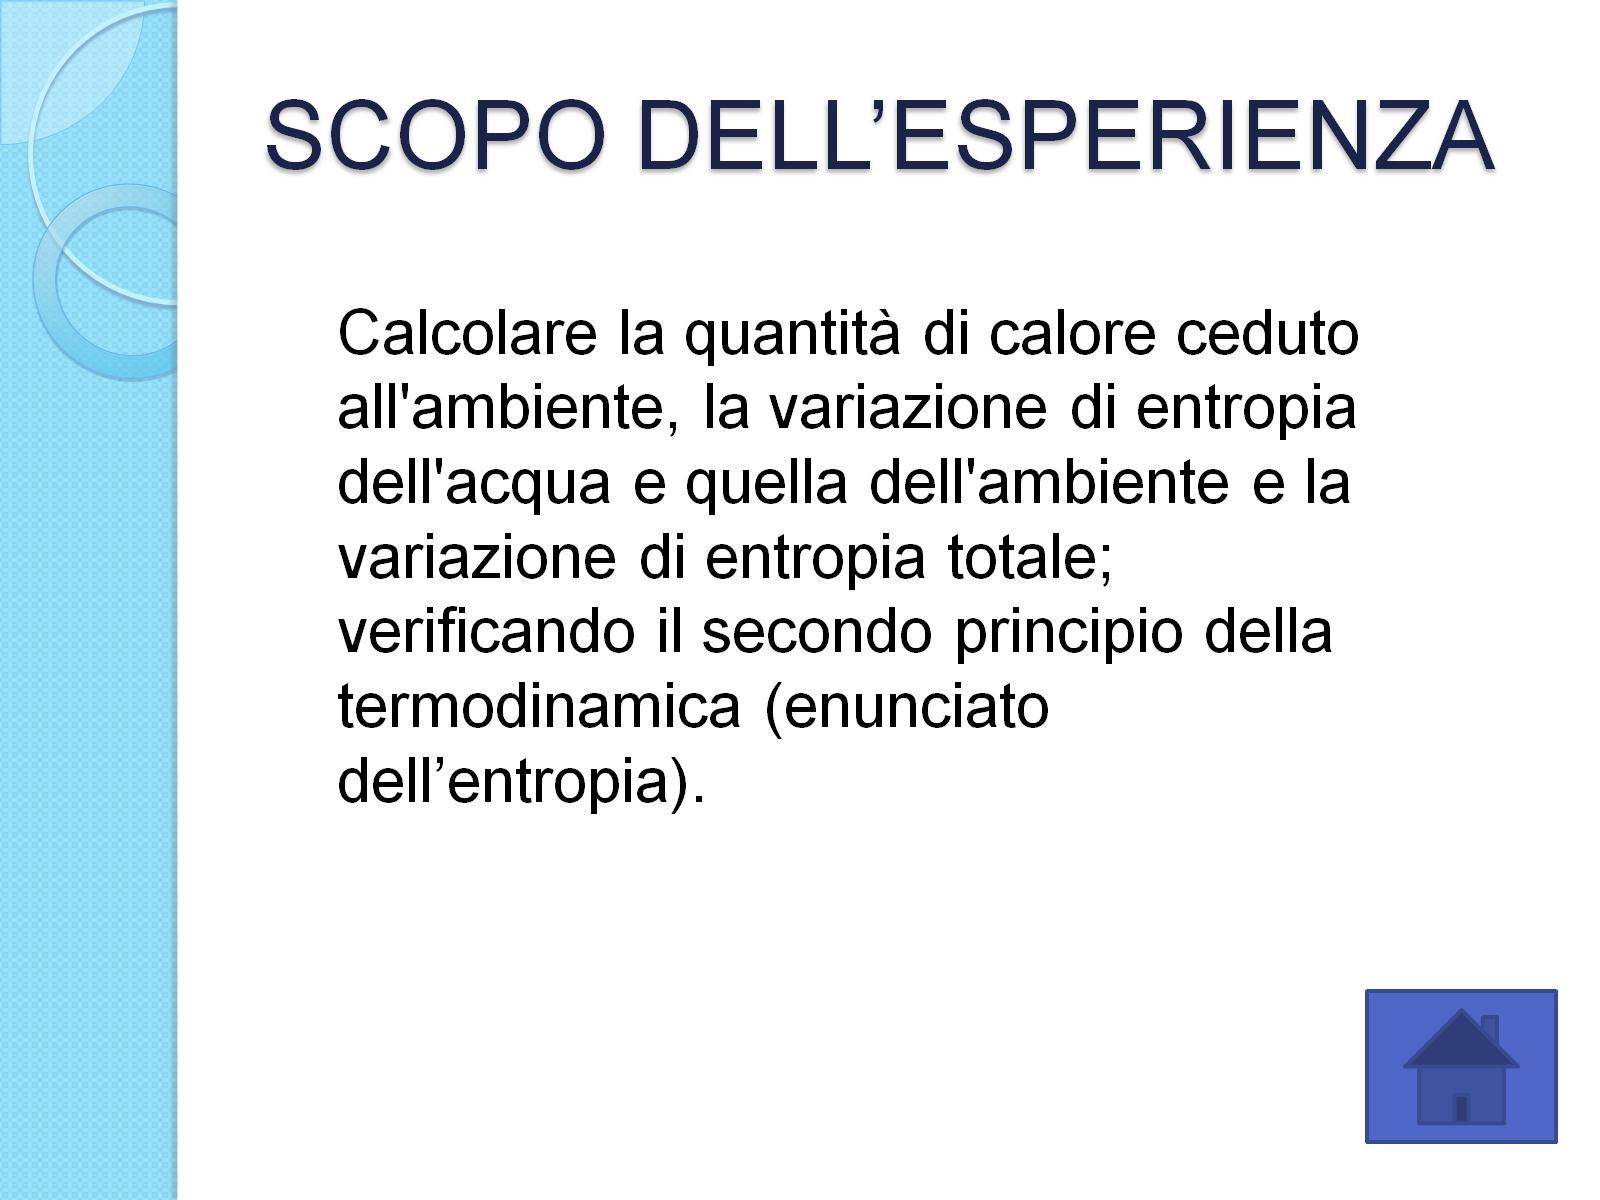 SCOPO DELL’ESPERIENZA
Calcolare la quantità di calore ceduto
all'ambiente, la variazione di entropia
dell'acqua e quella dell'ambiente e la
variazione di entropia totale;
verificando il secondo principio della
termodinamica (enunciato
dell’entropia).